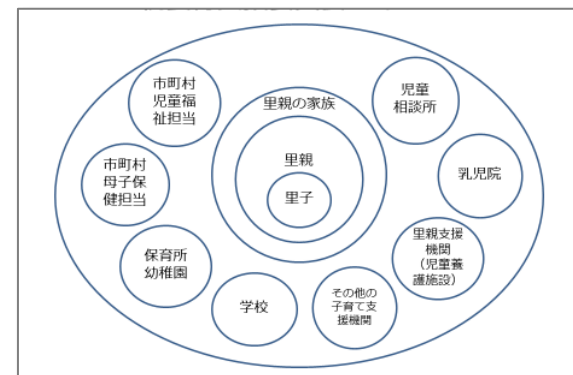 市町村
児童福
祉担当
里親の家族
児童
相談所
市町村
母子保
健担当
里親
里子
乳児院
保育所
幼稚園
里親支援
機関
（児童養
護施設）
学校
その他の
子育て支
援機関